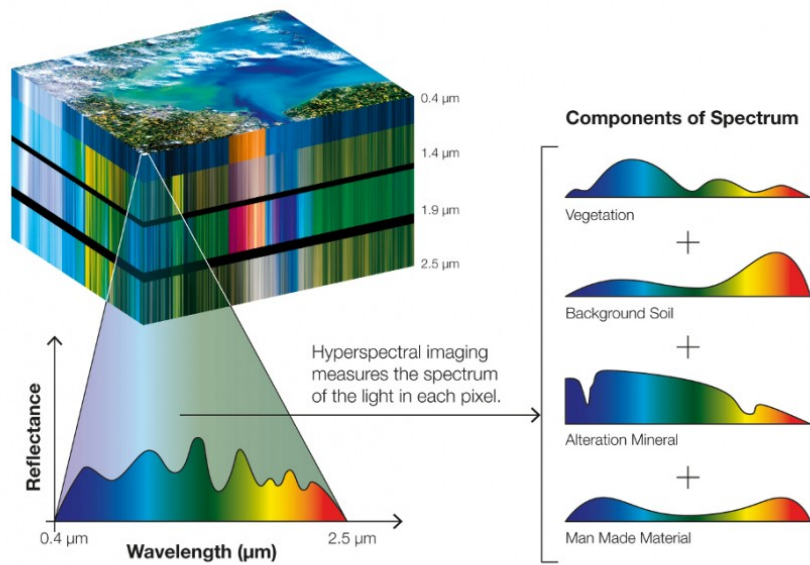 0.4 µm
1.4 µm
1.9 µm
2.5 µm
Hyperspectral imaging
measures the spectrum
of the light in each pixel.
Reflectance
0.4 µm
2.5 µm
Wavelength (µm)
Components of Spectrum
Vegetation
+
Background Soil
+
Alteration Mineral
+
Man Made Material